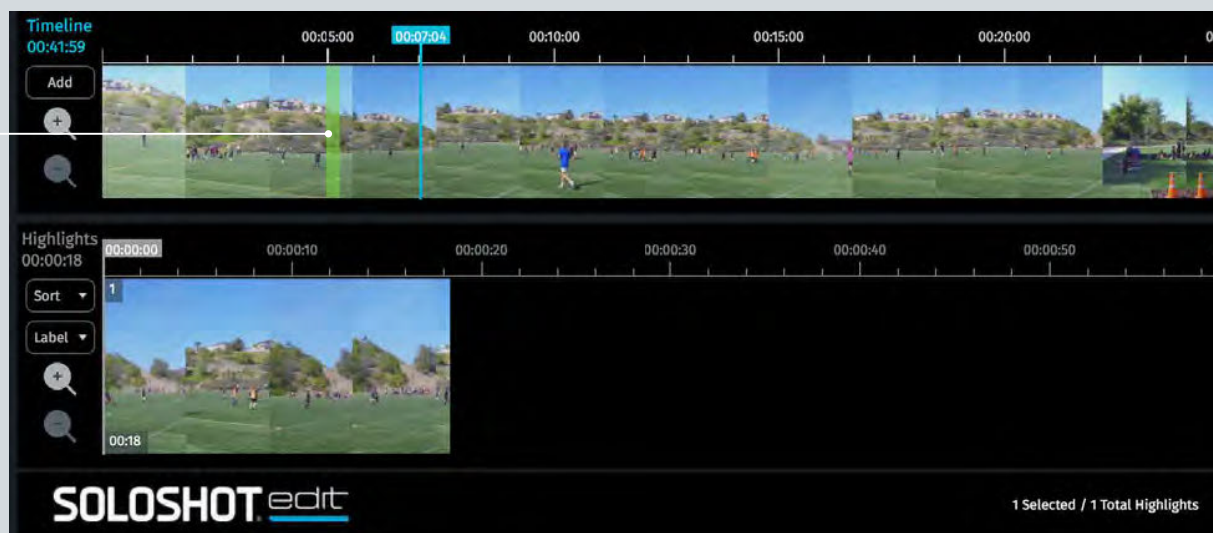 Timeline
00:41:59
00:05:00 00:07:04 00:10:00 00:15:00 00:20:00 0
Add
Highlights
00:00:18
00:00:00 00:00:10 00:00:20 00:00:30 00:00:40 00:00:50
Sort
1
Label
00:18
SOLOSHOT edit
1 Selected / 1 Total Highlights